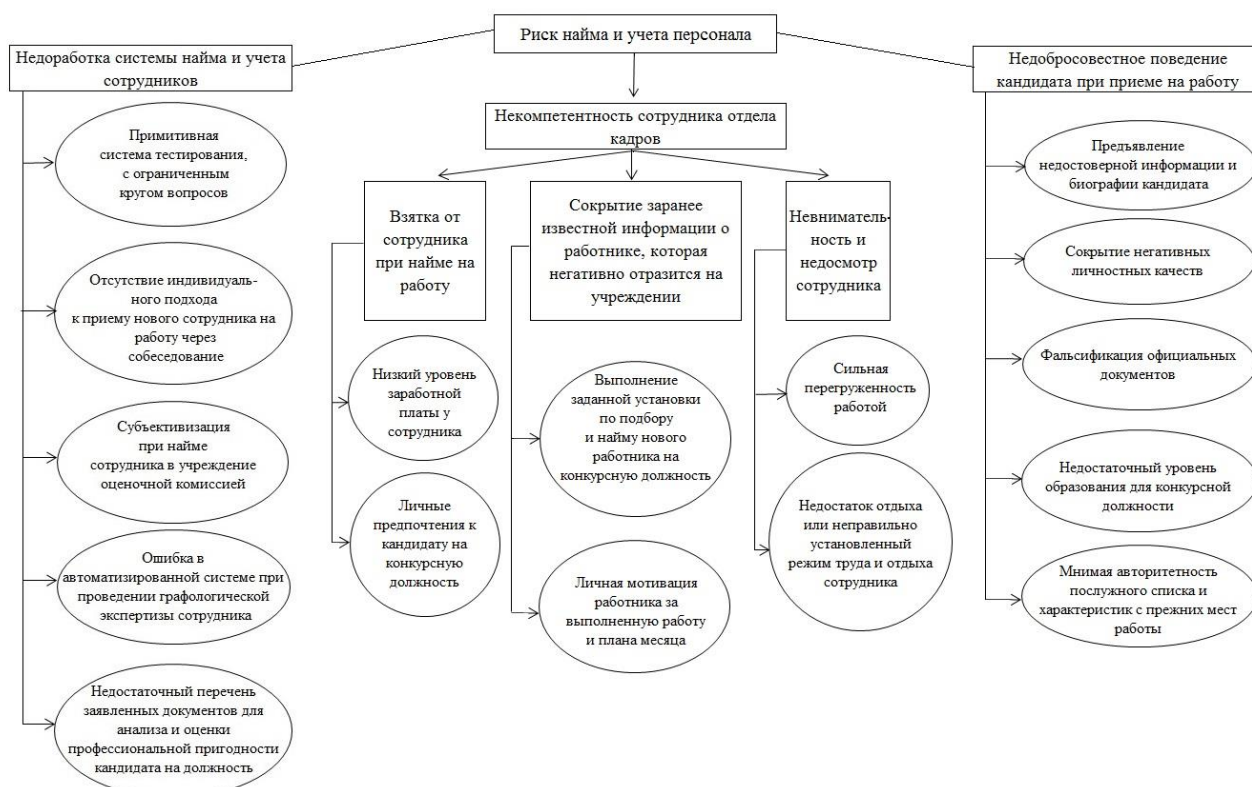 Риск найма и учета персонала
Недоработка системы найма и учета
сотрудников
Примитивная
система тестирования,
с ограниченным
кругом вопросов
Отсутствие индивидуаль-
ного подхода
к приему нового сотрудника на
работу через
собеседование
Субъективизация
при найме
сотрудника в учреждение
оценочной комиссией
Ошибка в
автоматизированной системе при
проведении графологической
экспертизы сотрудника
Недостаточный перечень
заявленных документов для
анализа и оценки
профессиональной пригодности
кандидата на должность
Некомпетентность сотрудника отдела
кадров
Взятка от
сотрудника
при найме на
работу
Низкий уровень
заработной
платы у
сотрудника
Личные
предпочтения к
кандидату на
конкурсную
должность
Сокрытие заранее
известной информации о
работнике, которая
негативно отразится на
учреждении
Выполнение
заданной установки
по подбору
и найму нового
работника на
конкурсную должность
Личная мотивация
работника за
выполненную работу
и плана месяца
Невниматель-
ность и
недосмотр
сотрудника
Сильная
перегруженность
работой
Недостаток отдыха
или неправильно
установленный
режим труда и отдыха
сотрудника
Недобросовестное поведение
кандидата при приеме на работу
Предъявление
недостоверной информации и
биографии кандидата
Сокрытие негативных
личностных качеств
Фальсификация официальных
документов
Недостаточный уровень
образования для конкурсной
должности
Мнимая авторитетность
послужного списка и
характеристик с прежних мест
работы